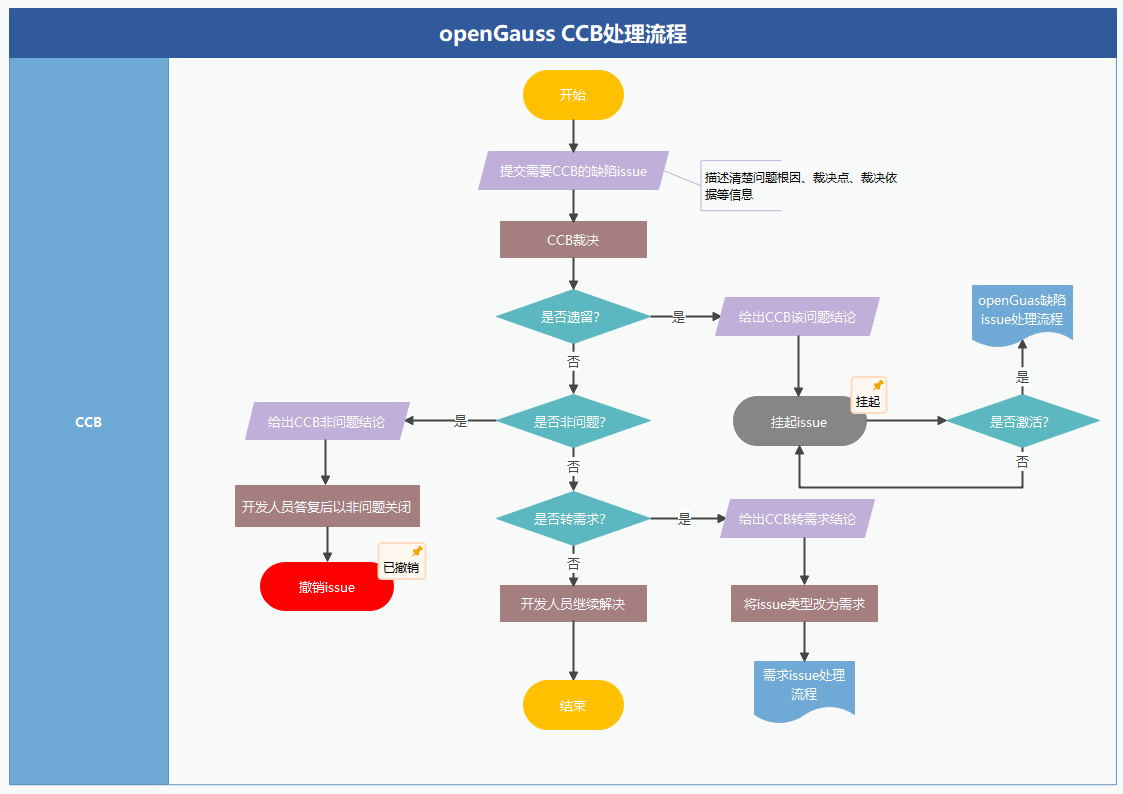 openGauss CCB处理流程
CCB
开始
提交需要CCB的缺陷issue
描述清楚问题根因、裁决点、裁决依
据等信息
CCB裁决
是否遗留?
是
给出CCB该问题结论
openGuas缺陷
issue处理流程
否
是
挂起
挂起issue
是否激活?
否
是否非问题?
是
给出CCB非问题结论
否
开发人员答复后以非问题关闭
是否转需求?
是
给出CCB转需求结论
已撤销
撤销issue
否
开发人员继续解决
将issue类型改为需求
需求issue处理
流程
结束